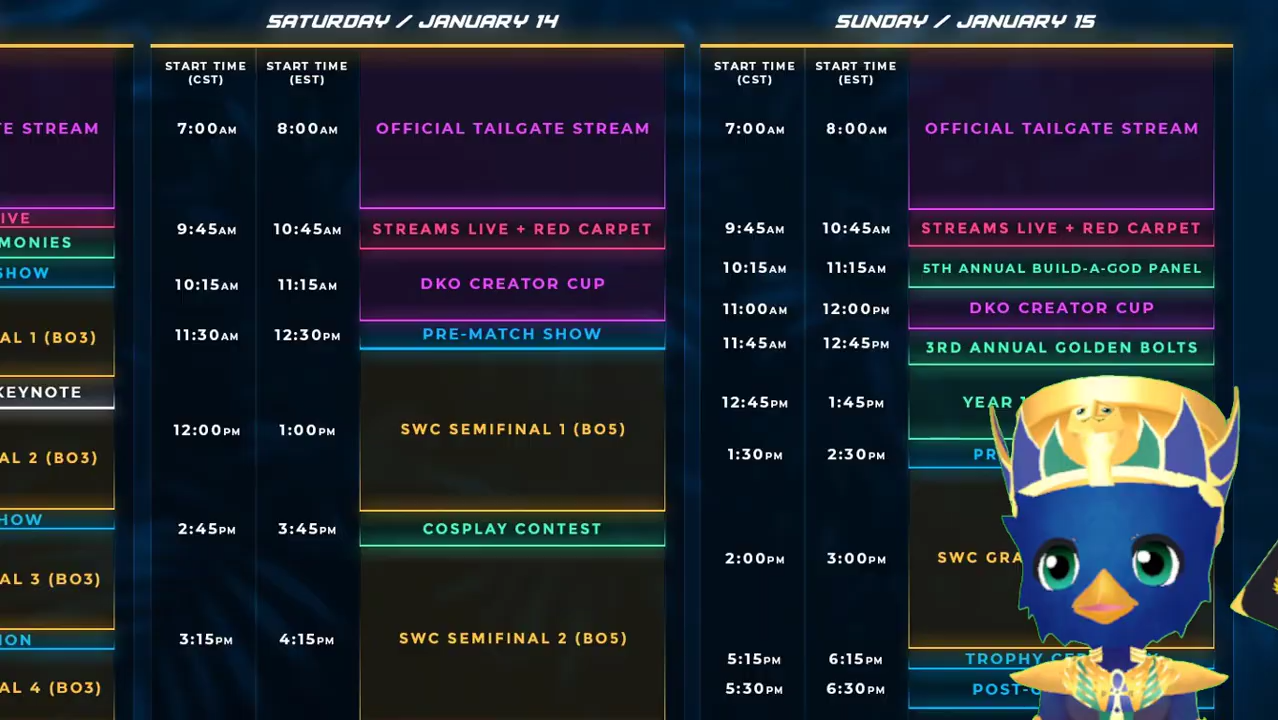 TE STREAM
IVE
MONIES
SHOW
AL 1 (BO3)
KEYNOTE
AL 2 (BO3)
HOW
AL 3 (BO3)
ION
AL 4 (BO3)
SATURDAY / JANUARY 14
START TIME (CST) START TIME (EST)
7:00AM 8:00AM OFFICIAL TAILGATE STREAM
9:45AM 10:45AM STREAMS LIVE + RED CARPET
10:15AM 11:15AM DKO CREATOR CUP
11:30AM 12:30PM PRE-MATCH SHOW
12:00PM 1:00PM SWC SEMIFINAL 1 (BO5)
2:45PM 3:45PM COSPLAY CONTEST
3:15PM 4:15PM SWC SEMIFINAL 2 (BO5)
SUNDAY / JANUARY 15
START TIME (CST) START TIME (EST)
7:00AM 8:00AM OFFICIAL TAILGATE STREAM
9:45AM 10:45AM STREAMS LIVE + RED CARPET
10:15AM 11:15AM 5TH ANNUAL BUILD-A-GOD PANEL
11:00AM 12:00PM DKO CREATOR CUP
11:45AM 12:45PM 3RD ANNUAL GOLDEN BOLTS
12:45PM 1:45PM YEAR
1:30PM 2:30PM PR
2:00PM 3:00PM SWC GRA
5:15PM 6:15PM TROPHY
5:30PM 6:30PM POST-